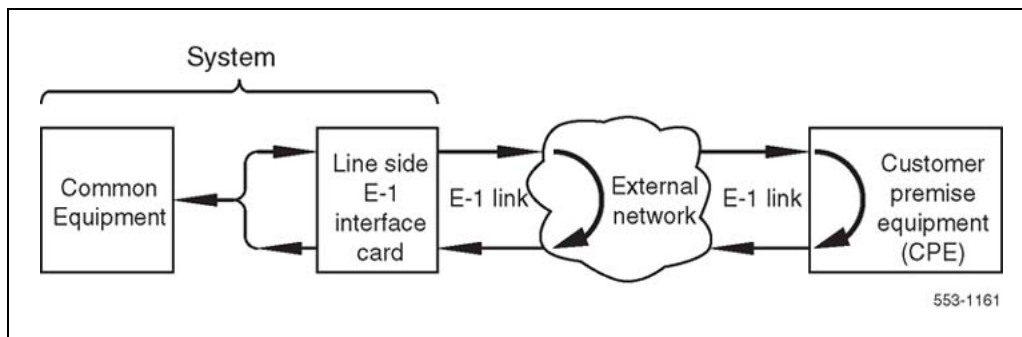 System
Common
Equipment
Line side
E-1
interface
card
E-1 link
External
network
E-1 link
Customer
premise
equipment
(CPE)
553-1161